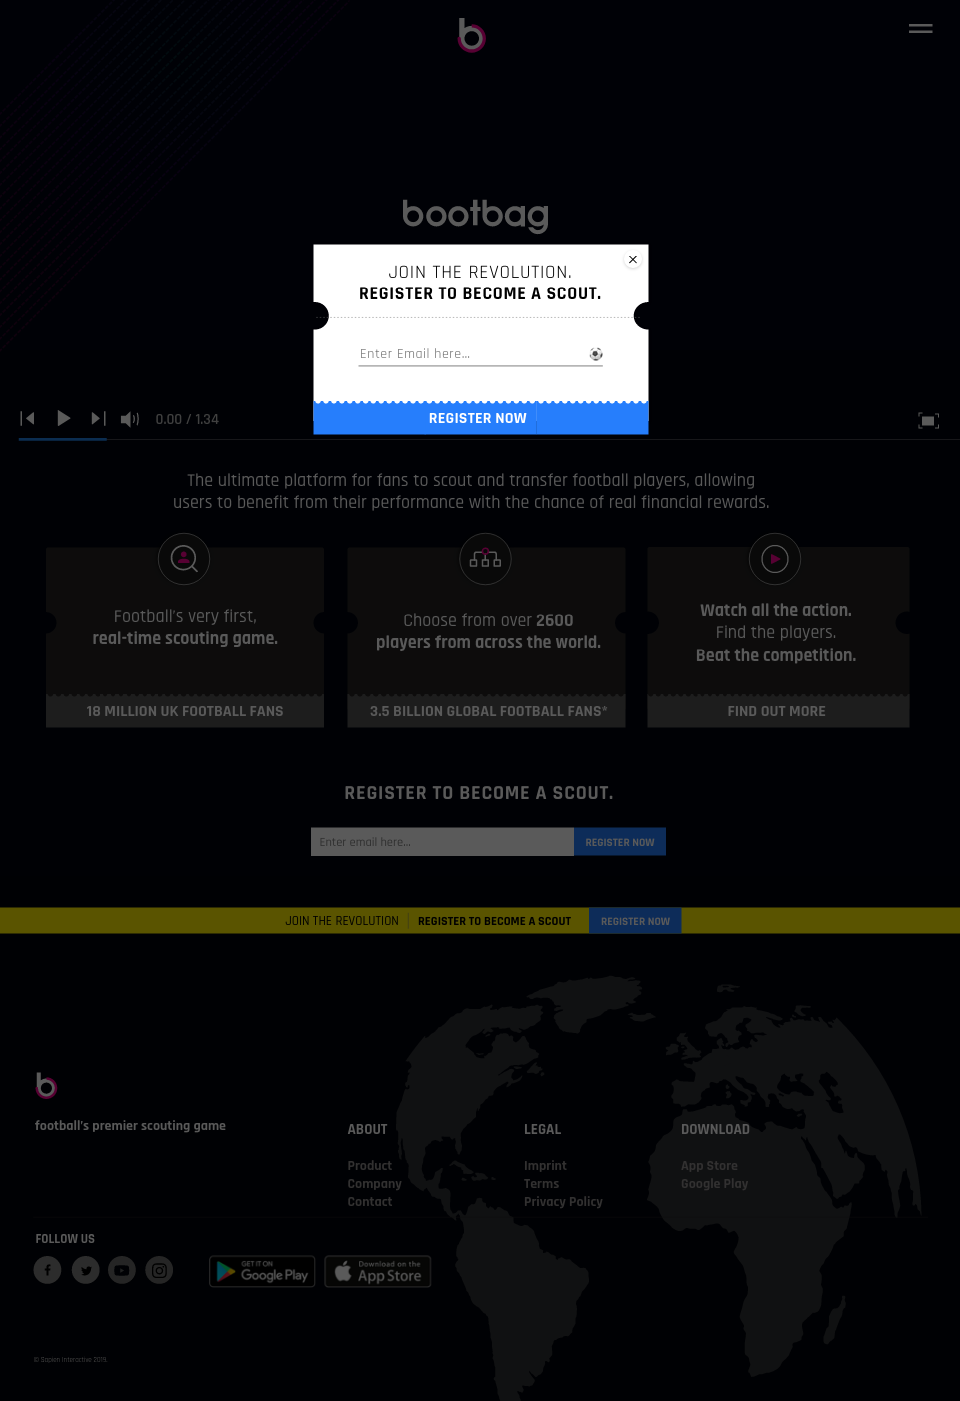 b
bootbag
JOIN THE REVOLUTION.
REGISTER TO BECOME A SCOUT.
Enter Email here...
REGISTER NOW
0.00 / 1.34
The ultimate platform for fans to scout and transfer football players, allowing
users to benefit from their performance with the chance of real financial rewards.
Football's very first,
real-time scouting game.
18 MILLION UK FOOTBALL FANS
Choose from over 2600
players from across the world.
3.5 BILLION GLOBAL FOOTBALL FANS*
Watch all the action.
Find the players.
Beat the competition.
FIND OUT MORE
REGISTER TO BECOME A SCOUT.
Enter email here...
REGISTER NOW
JOIN THE REVOLUTION
REGISTER TO BECOME A SCOUT
REGISTER NOW
b
football's premier scouting game
ABOUT
Product
Company
Contact
LEGAL
Imprint
Terms
Privacy Policy
DOWNLOAD
App Store
Google Play
FOLLOW US
GET IT ON
Google Play
Download on the
App Store
© Sapien Interactive 2019.